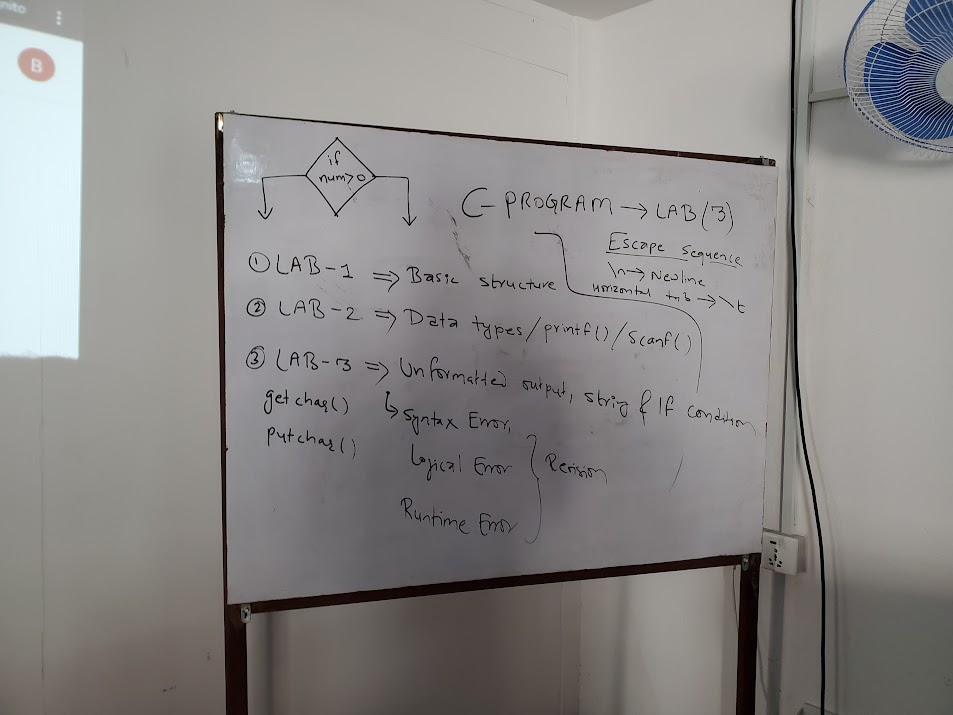 nito
B
if
num>0
C-PROGRAM → LAB(3)
Escape sequence
\n → Newline
Horizontal tab → \t
① LAB-1 ⇒ Basic structure
② LAB-2 ⇒ Data types/printf()/scanf()
③ LAB-3 ⇒ Unformatted output, string & If condition
getchar()
putchar()
↳ Syntax Error,
Logical Error
Runtime Error
} Revision